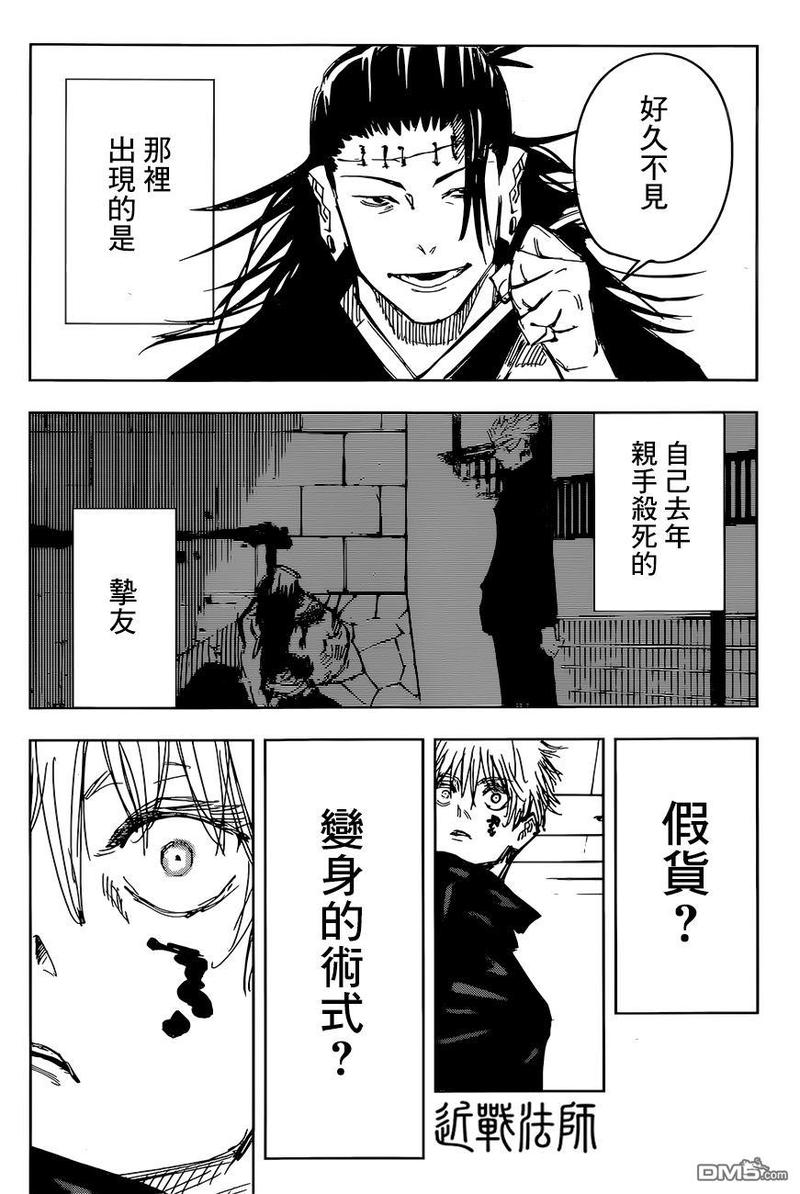 好久不見
那裡
出現的是
自己去年
親手殺死的
摯友
假貨？
變身的術式？
近戰法師
DM5.com